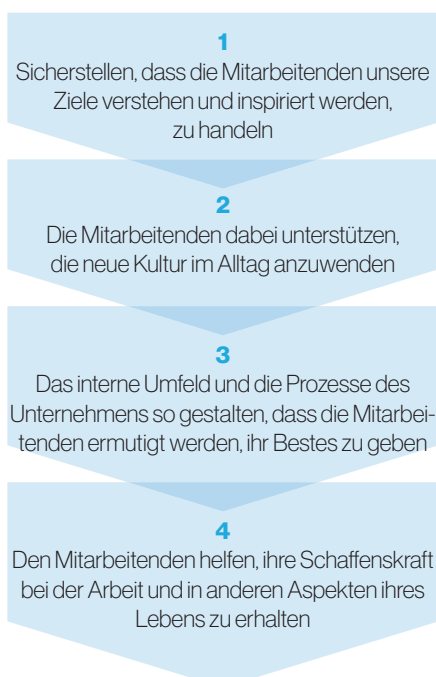 1
Sicherstellen, dass die Mitarbeitenden unsere
Ziele verstehen und inspiriert werden,
zu handeln
2
Die Mitarbeitenden dabei unterstützen,
die neue Kultur im Alltag anzuwenden
3
Das interne Umfeld und die Prozesse des
Unternehmens so gestalten, dass die Mitarbei-
tenden ermutigt werden, ihr Bestes zu geben
4
Den Mitarbeitenden helfen, ihre Schaffenskraft
bei der Arbeit und in anderen Aspekten ihres
Lebens zu erhalten